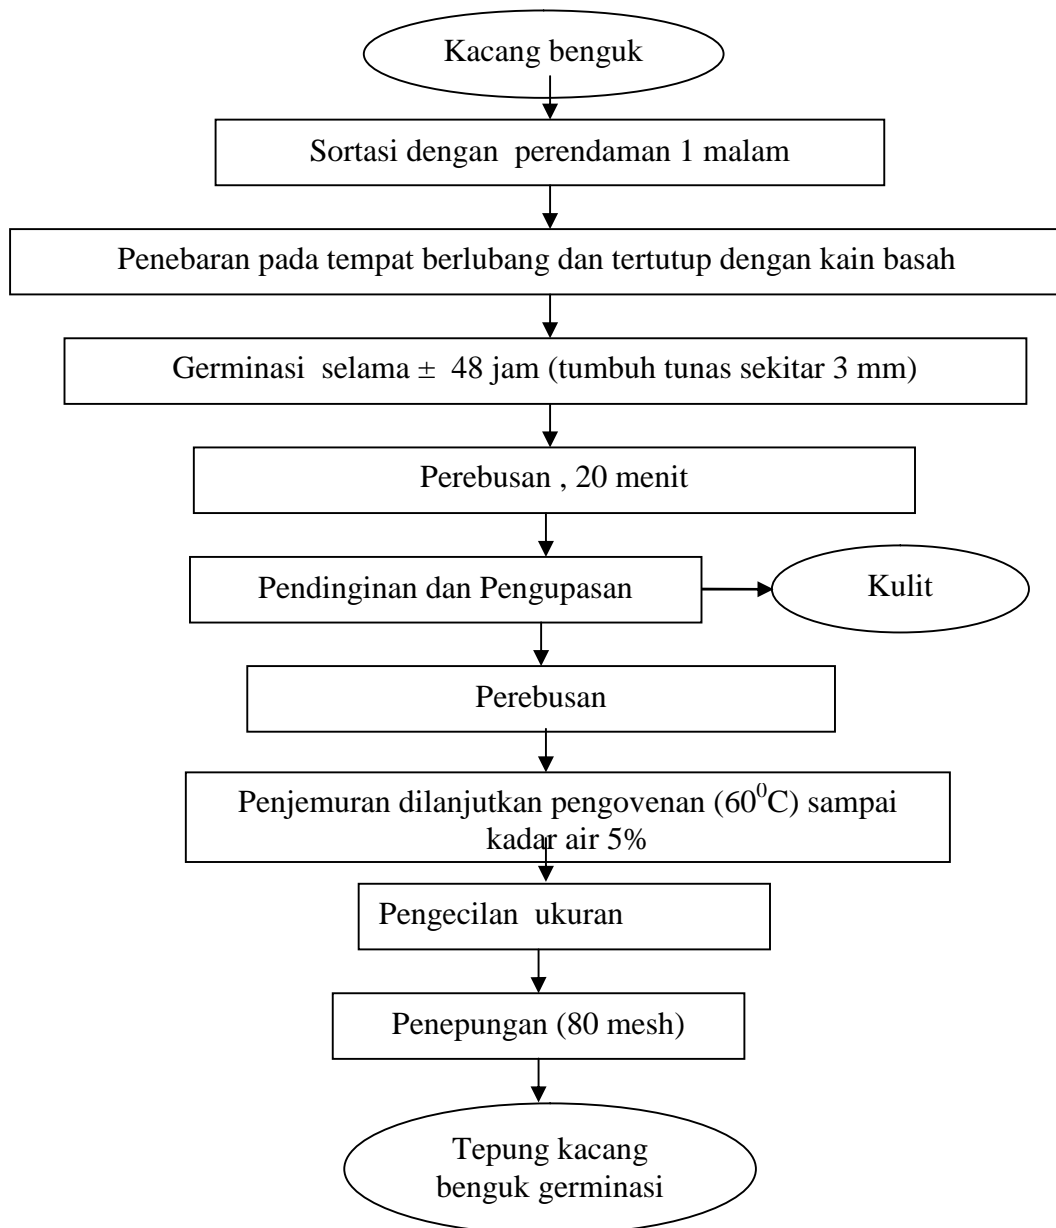 Kacang benguk
Sortasi dengan perendaman 1 malam
Penebaran pada tempat berlubang dan tertutup dengan kain basah
Germinasi selama ± 48 jam (tumbuh tunas sekitar 3 mm)
Perebusan , 20 menit
Pendinginan dan Pengupasan
Kulit
Perebusan
Penjemuran dilanjutkan pengovenan (60⁰C) sampai
kadar air 5%
Pengecilan ukuran
Penepungan (80 mesh)
Tepung kacang
benguk germinasi